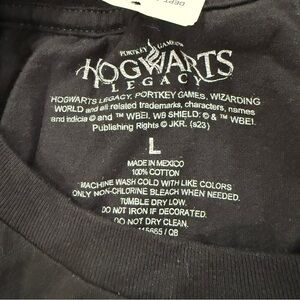 PORTKEY GAMES
HOGWARTS
LEGACY
HOGWARTS LEGACY, PORTKEY GAMES, WIZARDING
WORLD and all related trademarks, characters, names
and indicia © and ™ WBEI. WB SHIELD: © & ™ WBEI.
Publishing Rights © JKR. (s23)
L
MADE IN MEXICO
100% COTTON
MACHINE WASH COLD WITH LIKE COLORS
ONLY NON-CHLORINE BLEACH WHEN NEEDED.
TUMBLE DRY LOW.
DO NOT IRON IF DECORATED.
DO NOT DRY CLEAN.